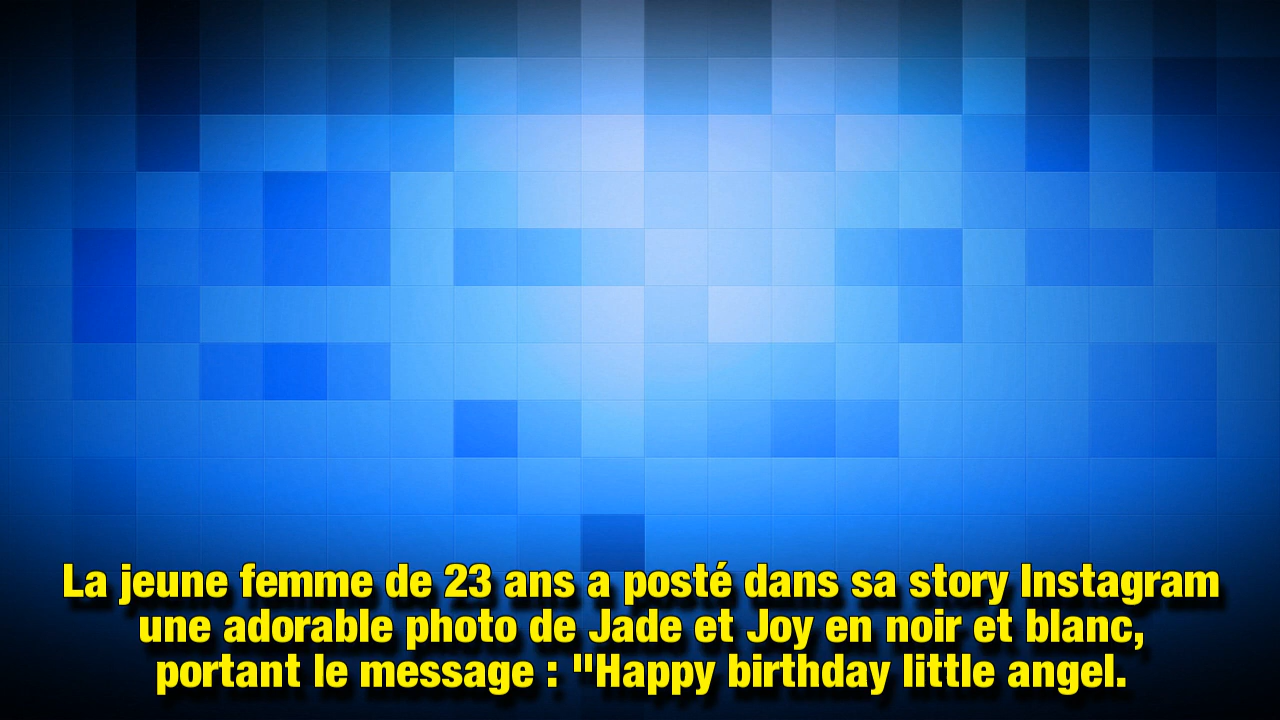 La jeune femme de 23 ans a posté dans sa story Instagram
une adorable photo de Jade et Joy en noir et blanc,
portant le message : "Happy birthday little angel.